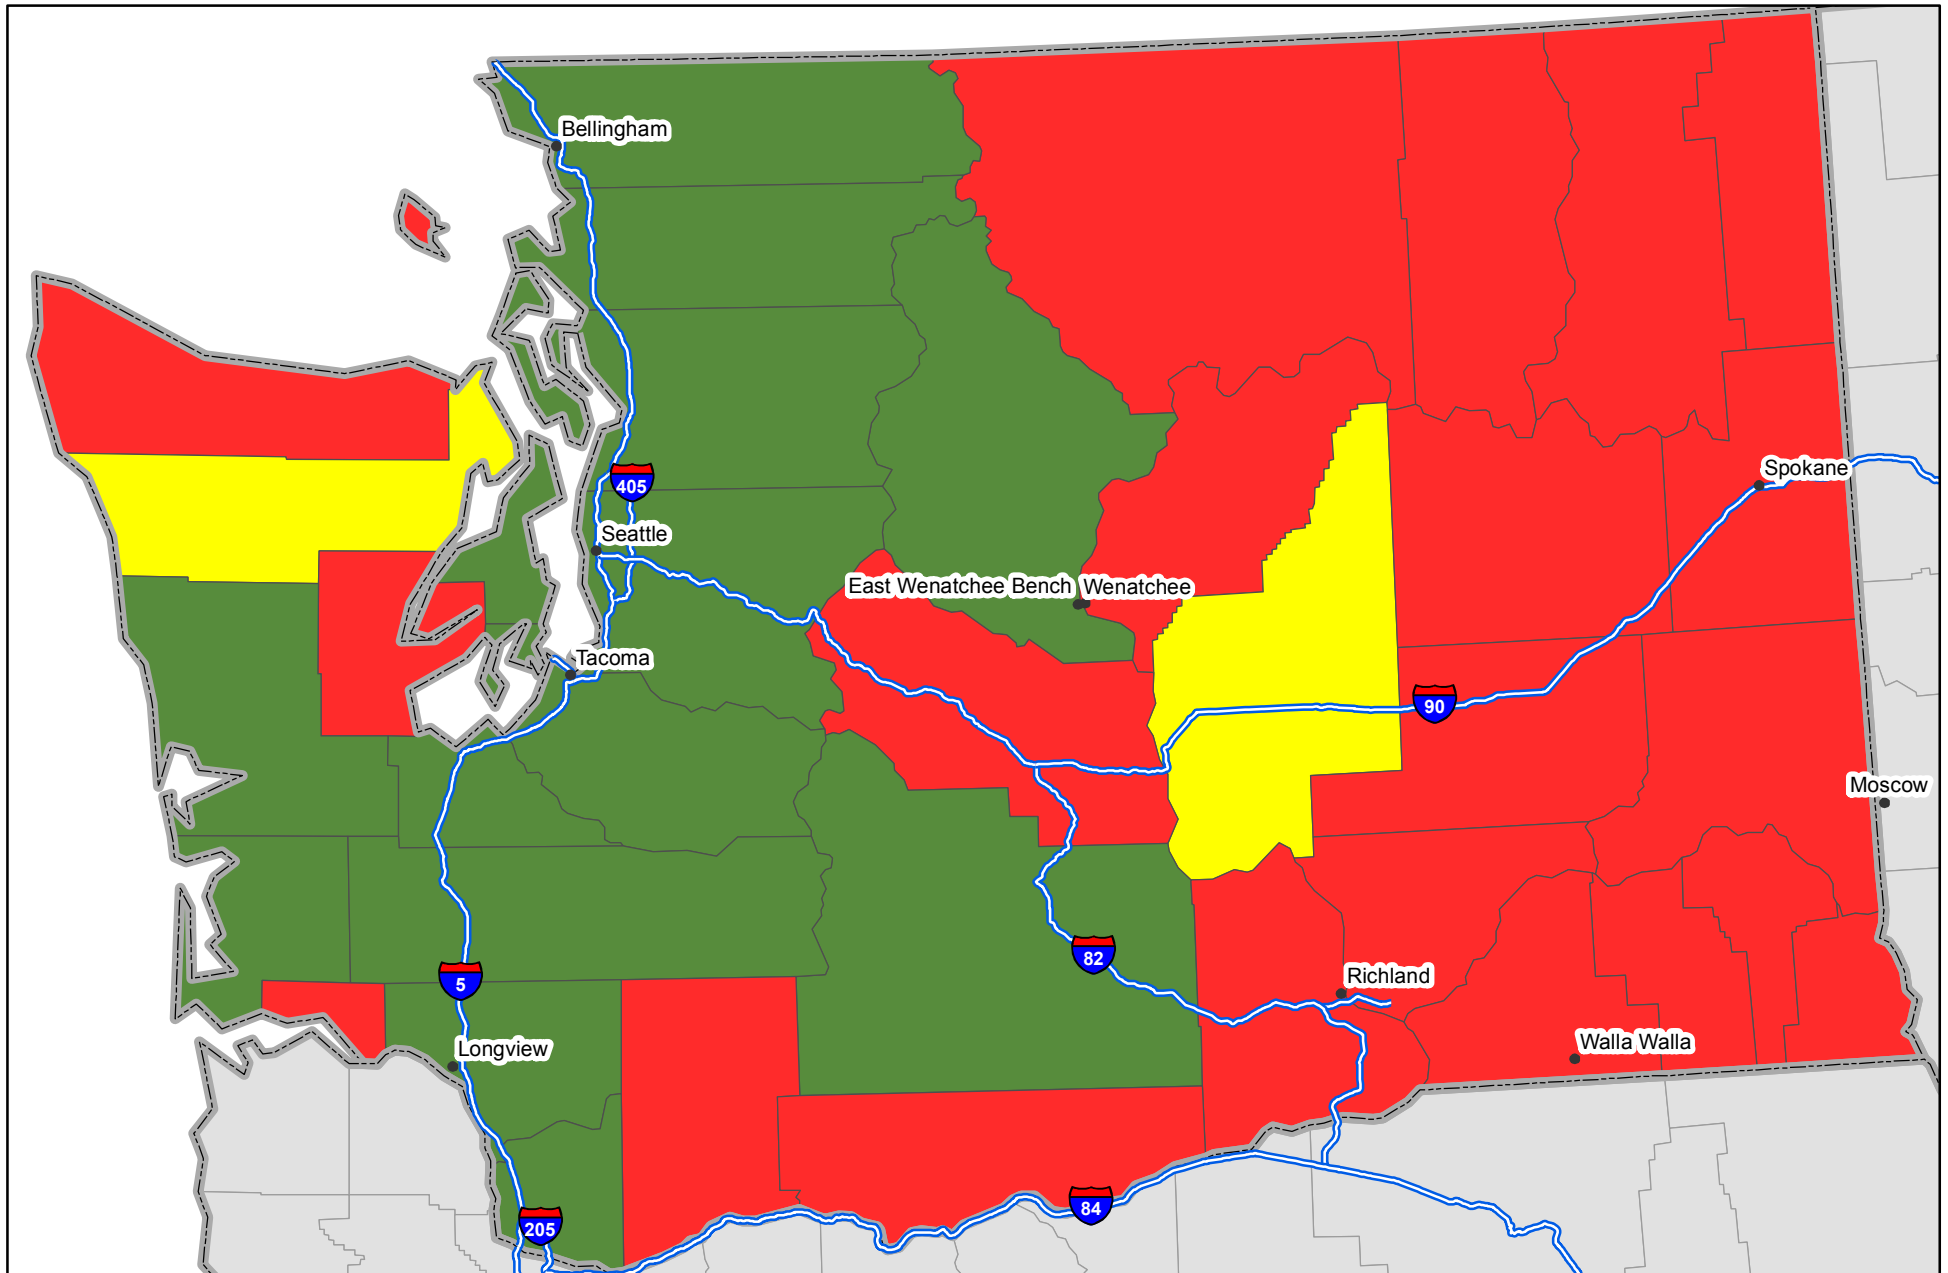 Bellingham
Spokane
405
Seattle
East Wenatchee Bench
Wenatchee
Tacoma
90
Moscow
82
Richland
5
Walla Walla
Longview
84
205